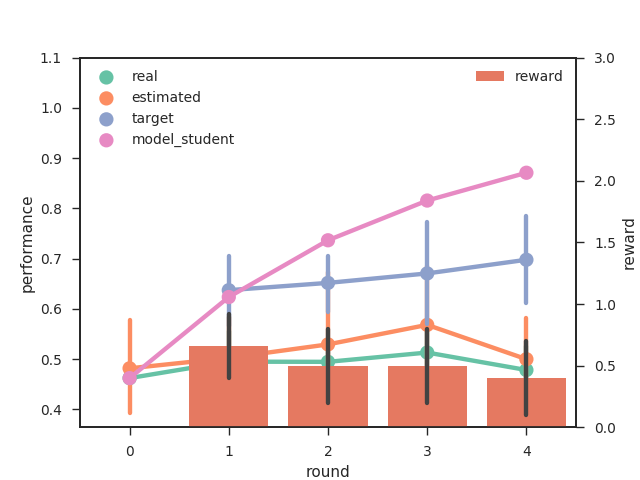 1.1
1.0
0.9
0.8
0.7
0.6
0.5
0.4
performance
real
estimated
target
model_student
reward
3.0
2.5
2.0
1.5
1.0
0.5
0.0
reward
0 1 2 3 4
round